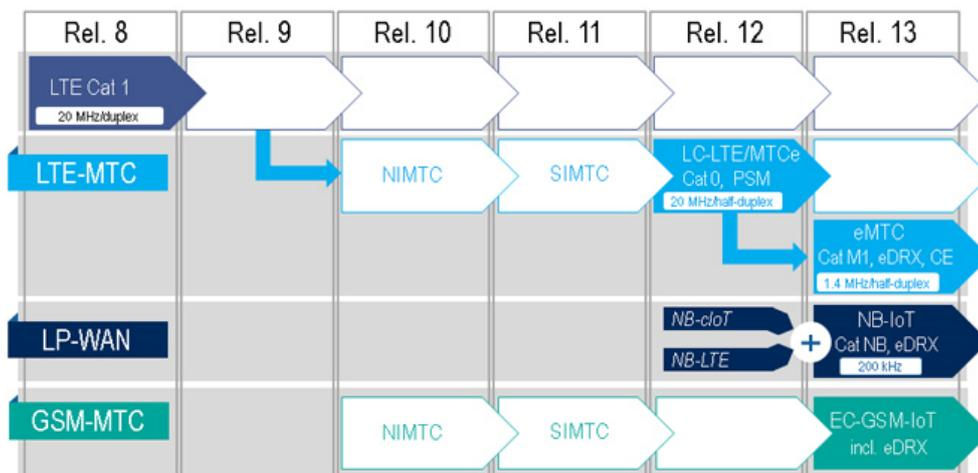 Rel. 8 Rel. 9 Rel. 10 Rel. 11 Rel. 12 Rel. 13
LTE Cat 1
20 MHz/duplex
LTE-MTC
NIMTC
SIMTC
LC-LTE/MTCe
Cat 0, PSM
20 MHz/half-duplex
eMTC
Cat M1, eDRX, CE
1.4 MHz/half-duplex
LP-WAN
NB-cIoT
NB-LTE
+
NB-IoT
Cat NB, eDRX
200 kHz
GSM-MTC
NIMTC
SIMTC
EC-GSM-IoT
incl. eDRX